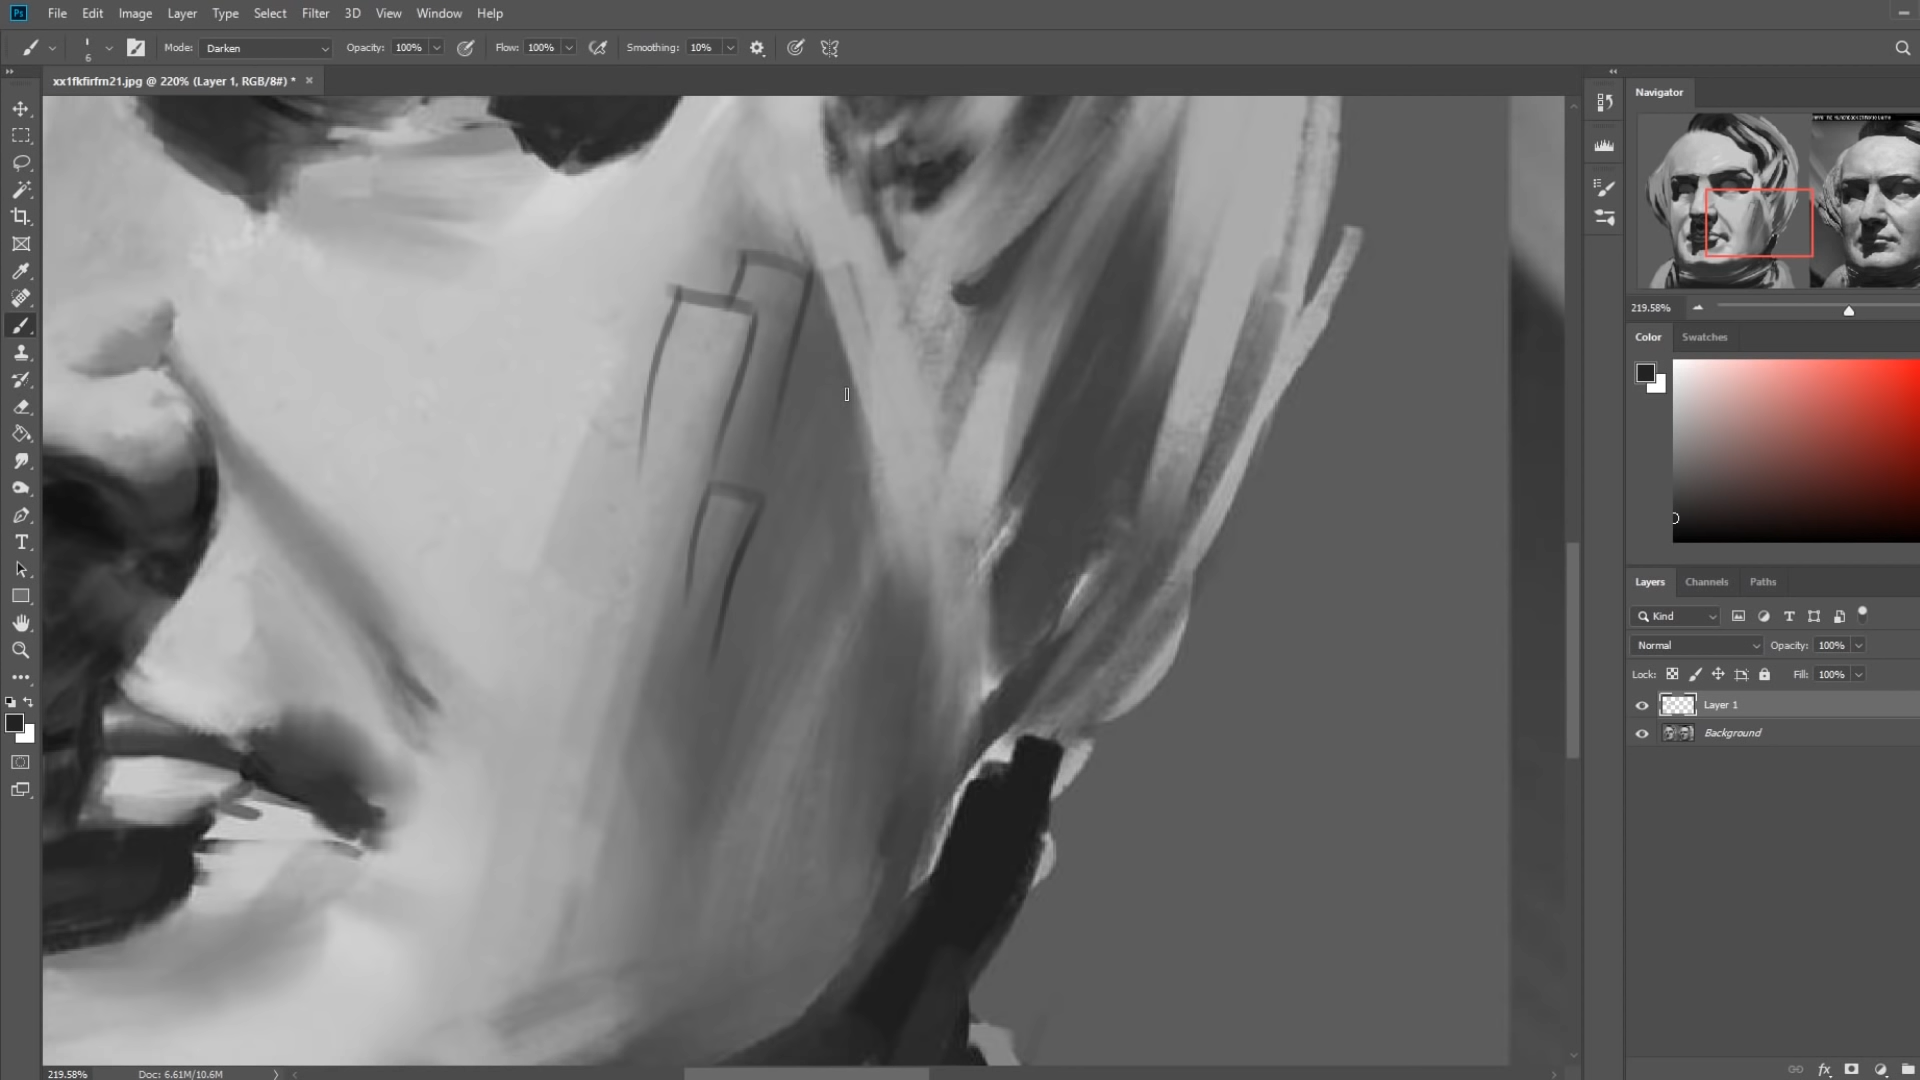 Ps File Edit Image Layer Type Select Filter 3D View Window Help
6 Mode: Darken Opacity: 100% Flow: 100% Smoothing: 10%
xx1fkfirfm21.jpg @ 220% (Layer 1, RGB/8#) *
Navigator
219.58%
Color Swatches
Layers Channels Paths
Kind
Normal Opacity: 100%
Lock: Fill: 100%
Layer 1
Background
219.58% Doc: 6.61M/10.6M